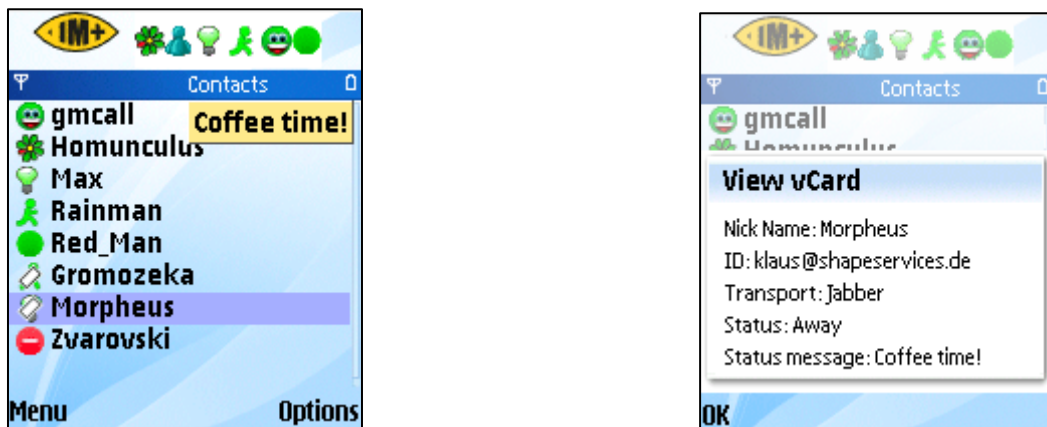 IM+
Contacts
gmcall
Coffee time!
Homunculus
Max
Rainman
Red_Man
Gromozeka
Morpheus
Zvarovski
Menu Options
IM+
Contacts
gmcall
Homunculus
View vCard
Nick Name: Morpheus
ID: klaus@shapeservices.de
Transport: Jabber
Status: Away
Status message: Coffee time!
OK